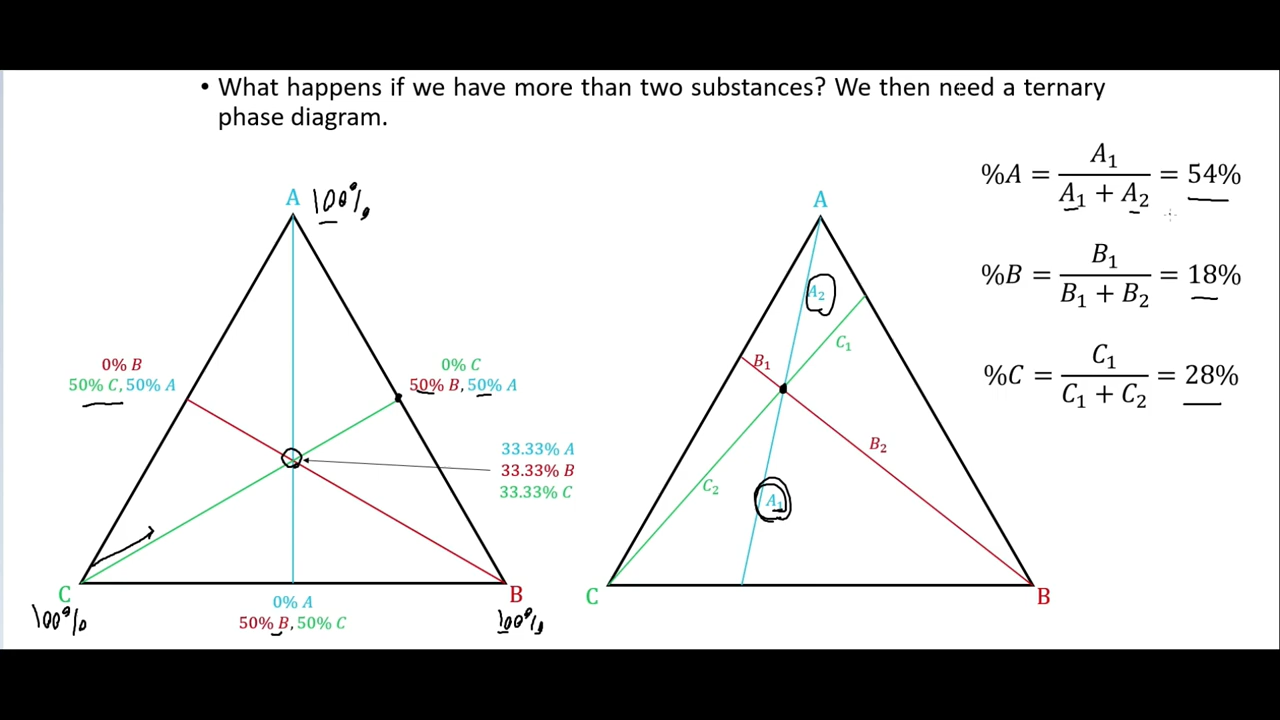 • What happens if we have more than two substances? We then need a ternary
phase diagram.
A 100%
0% B
50% C, 50% A
0% C
50% B, 50% A
33.33% A
33.33% B
33.33% C
C
100%
0% A
50% B, 50% C
B
100%
A
A₂
C₁
B₁
B₂
C₂
A₁
C
B
%A = A₁ / (A₁ + A₂) = 54%
%B = B₁ / (B₁ + B₂) = 18%
%C = C₁ / (C₁ + C₂) = 28%